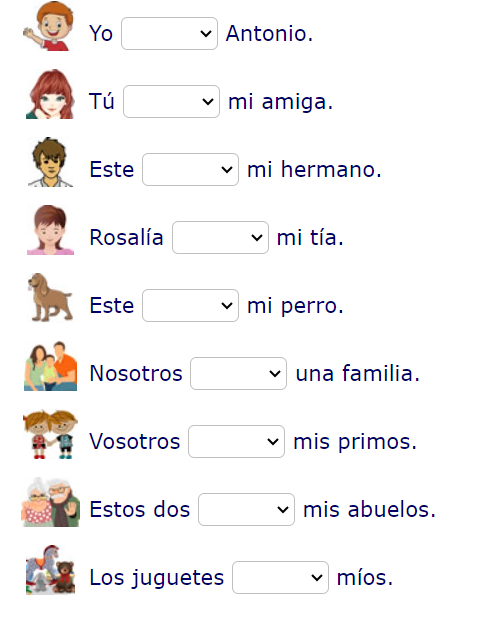 Yo Antonio.
Tú mi amiga.
Este mi hermano.
Rosalía mi tía.
Este mi perro.
Nosotros una familia.
Vosotros mis primos.
Estos dos mis abuelos.
Los juguetes míos.